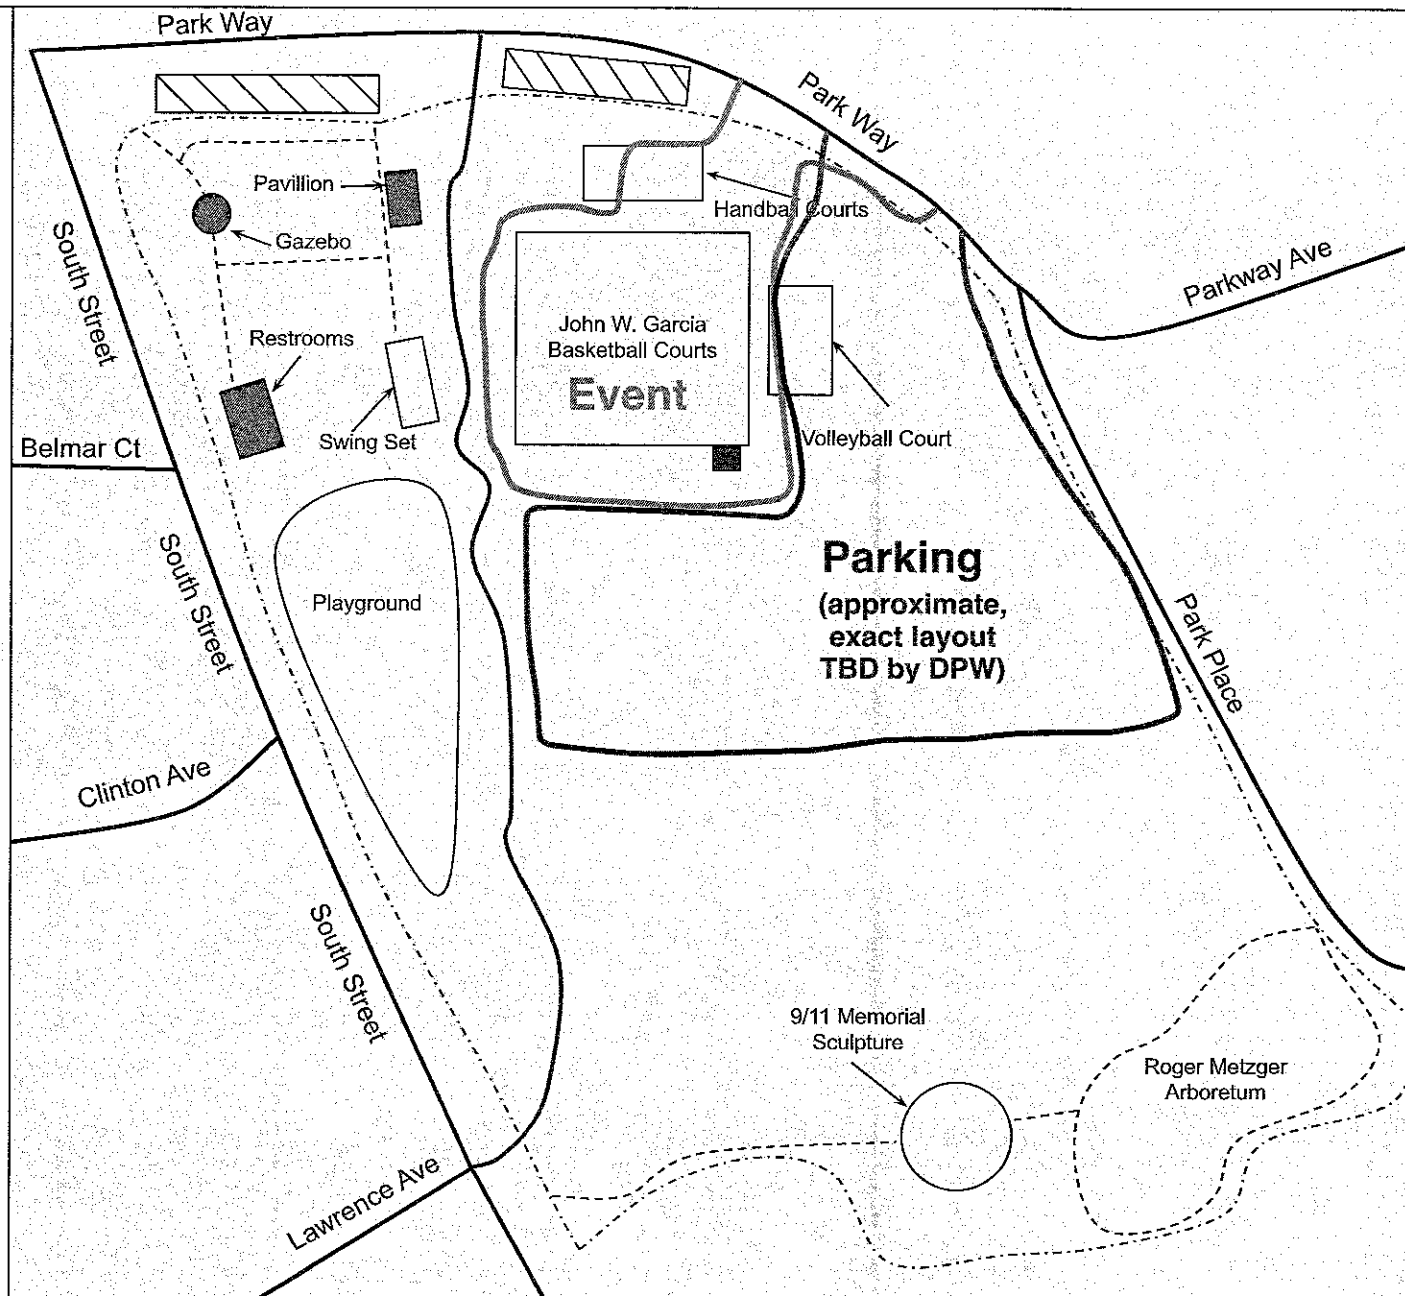 Park Way
Park Way
Pavillion
Handball Courts
Gazebo
South Street
Parkway Ave
John W. Garcia
Basketball Courts
Event
Restrooms
Swing Set
Volleyball Court
Belmar Ct
South Street
Parking
(approximate,
exact layout
TBD by DPW)
Playground
Park Place
Clinton Ave
South Street
9/11 Memorial
Sculpture
Roger Metzger
Arboretum
Lawrence Ave